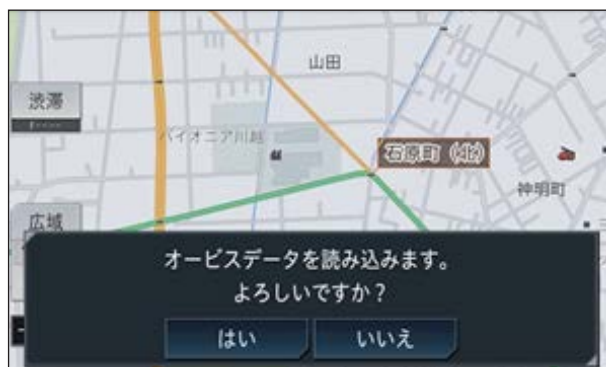 山田
渋滞
パイオニア川越
石原町（北）
神明町
広域
オービスデータを読み込みます。
よろしいですか？
はい
いいえ